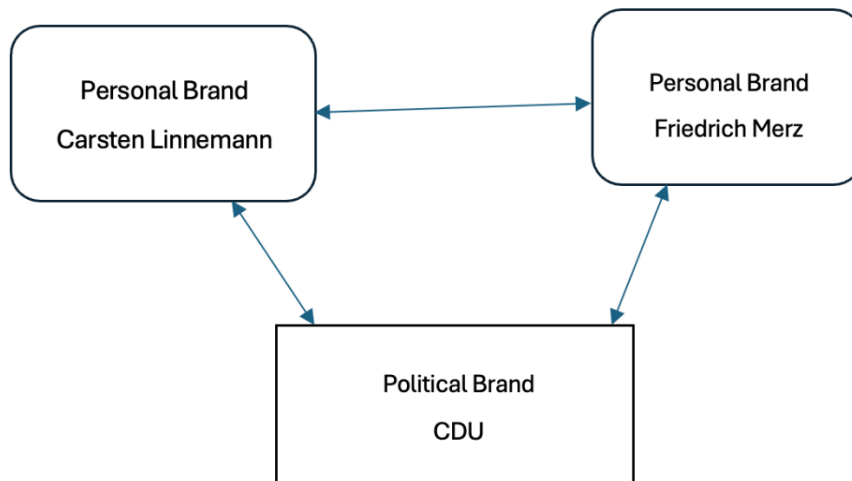 Personal Brand
Carsten Linnemann
Personal Brand
Friedrich Merz
Political Brand
CDU